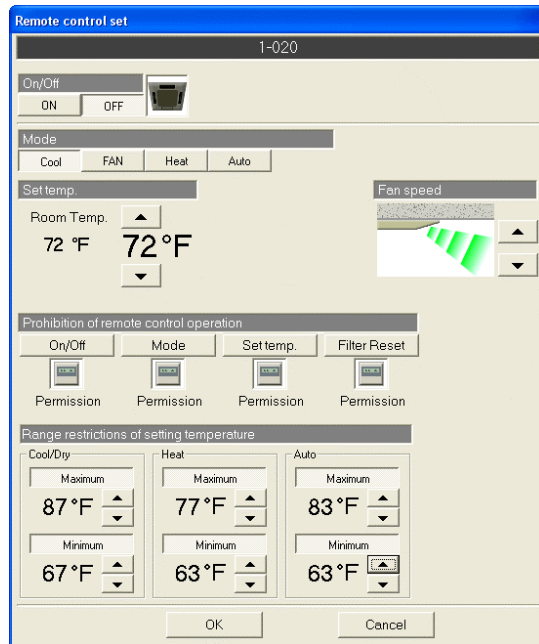 Remote control set
1-020
On/Off
ON OFF
Mode
Cool FAN Heat Auto
Set temp. Fan speed
Room Temp.
72 °F 72°F
Prohibition of remote control operation
On/Off Mode Set temp. Filter Reset
Permission Permission Permission Permission
Range restrictions of setting temperature
Cool/Dry Heat Auto
Maximum Maximum Maximum
87°F 77°F 83°F
Minimum Minimum Minimum
67°F 63°F 63°F
OK Cancel